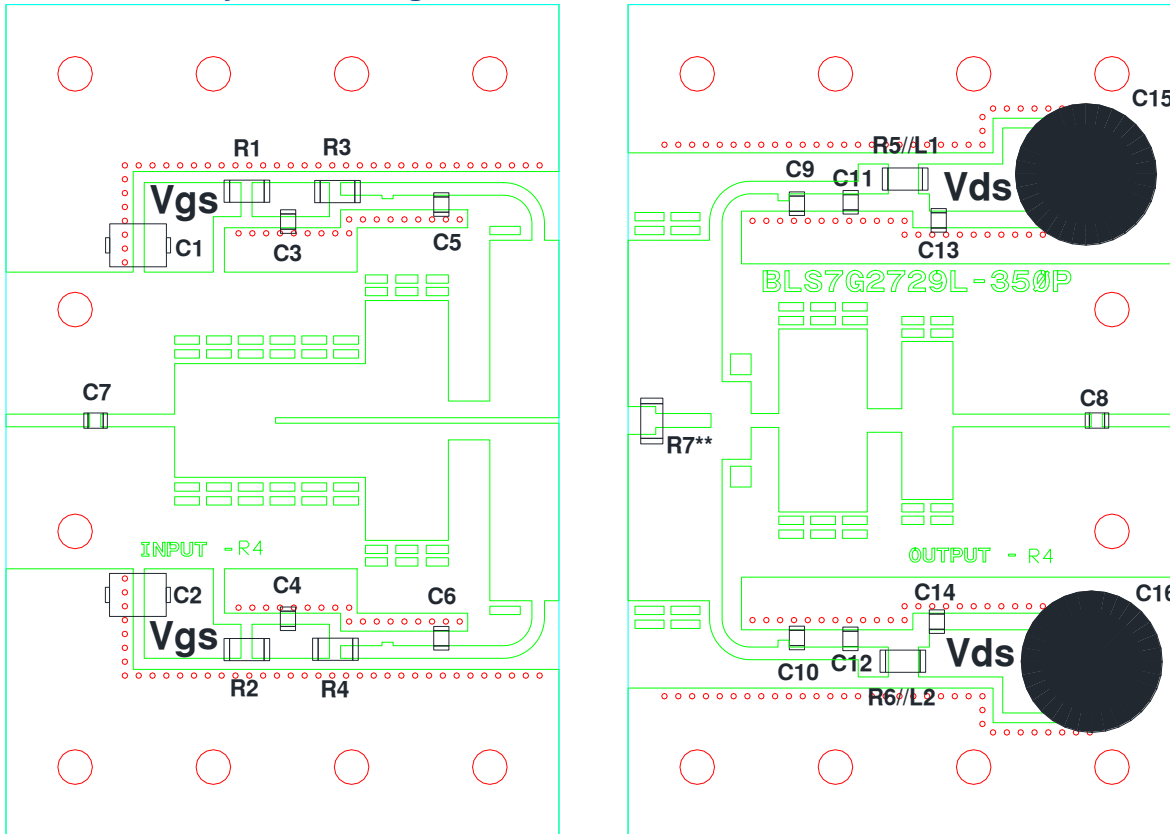 C15
R1
R3
R5//L1
C9
C11
Vgs
Vds
C1
C3
C5
C13
BLS7G2729L-350P
C7
C8
R7**
INPUT -R4
OUTPUT - R4
C2
C4
C6
C14
C16
Vgs
Vds
C10
C12
R2
R4
R6//L2